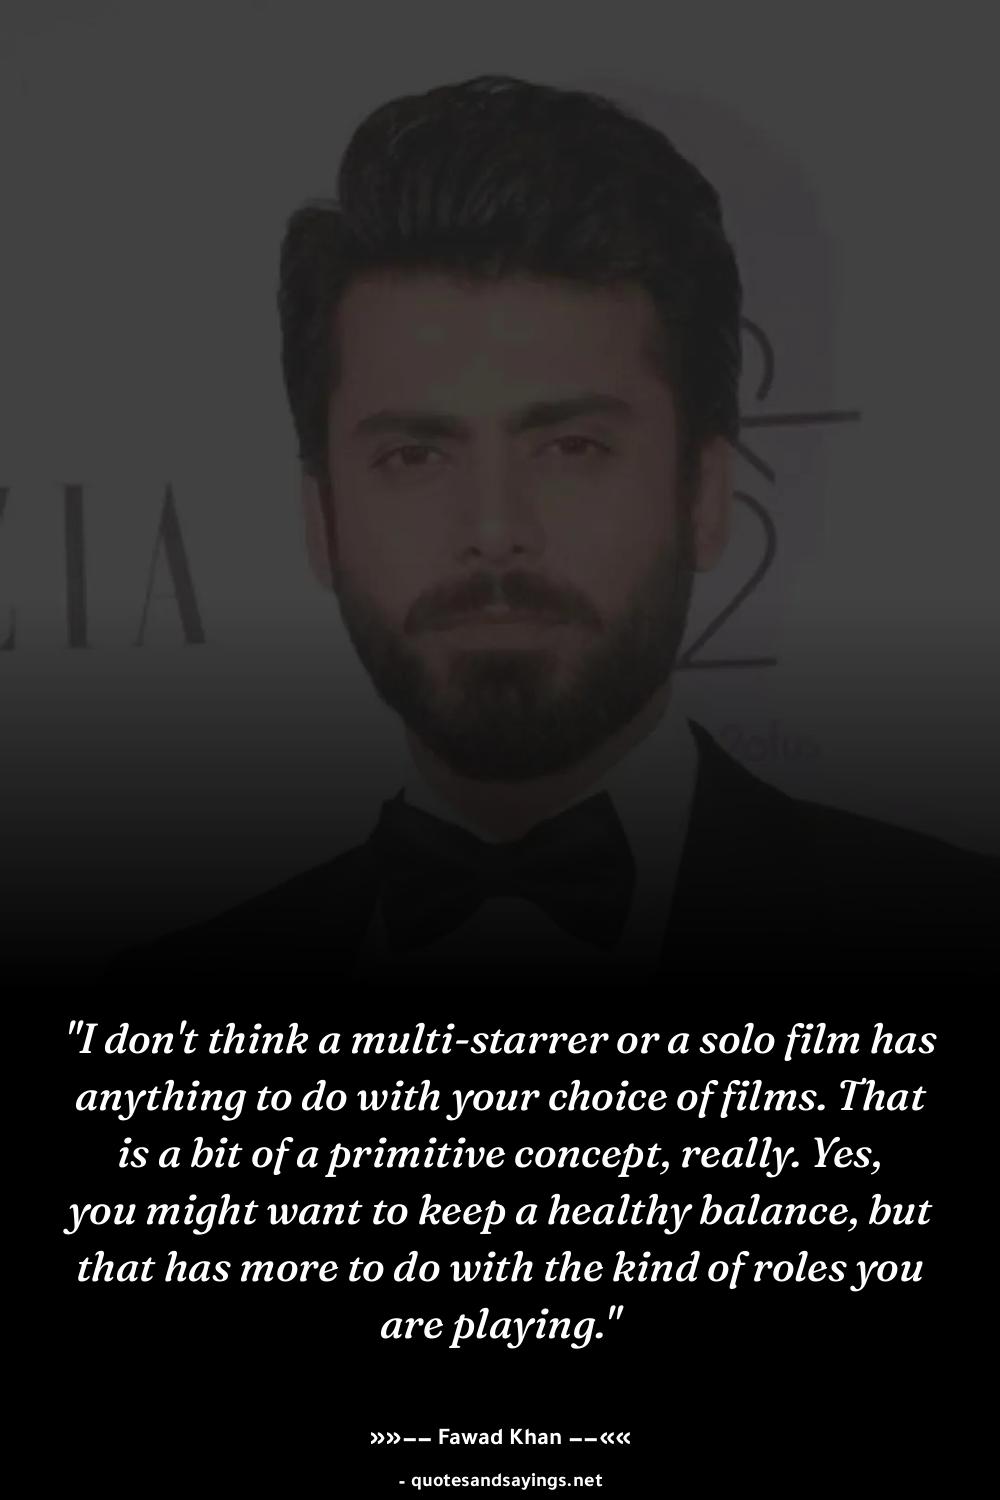 ZIA
2olus
"I don't think a multi-starrer or a solo film has
anything to do with your choice of films. That
is a bit of a primitive concept, really. Yes,
you might want to keep a healthy balance, but
that has more to do with the kind of roles you
are playing."
»»–– Fawad Khan ––««
- quotesandsayings.net